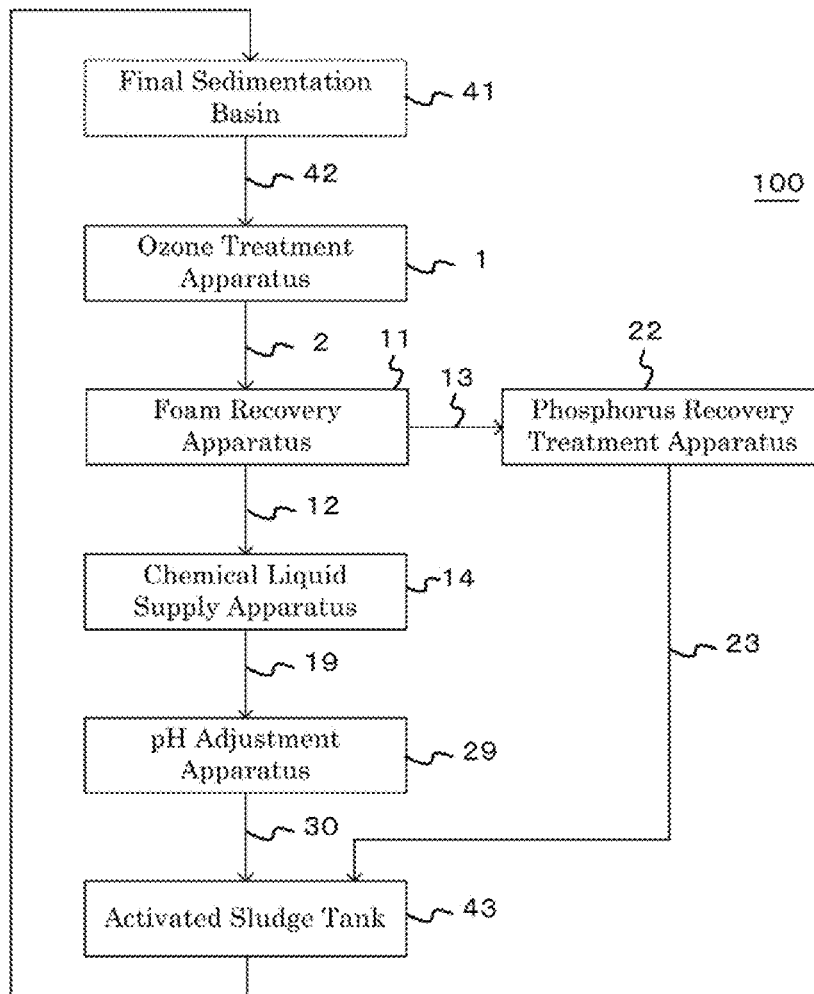 Final Sedimentation
Basin
41
42
100
Ozone Treatment
Apparatus
1
2
11
22
13
Foam Recovery
Apparatus
Phosphorus Recovery
Treatment Apparatus
12
Chemical Liquid
Supply Apparatus
14
19
23
pH Adjustment
Apparatus
29
30
Activated Sludge Tank
43